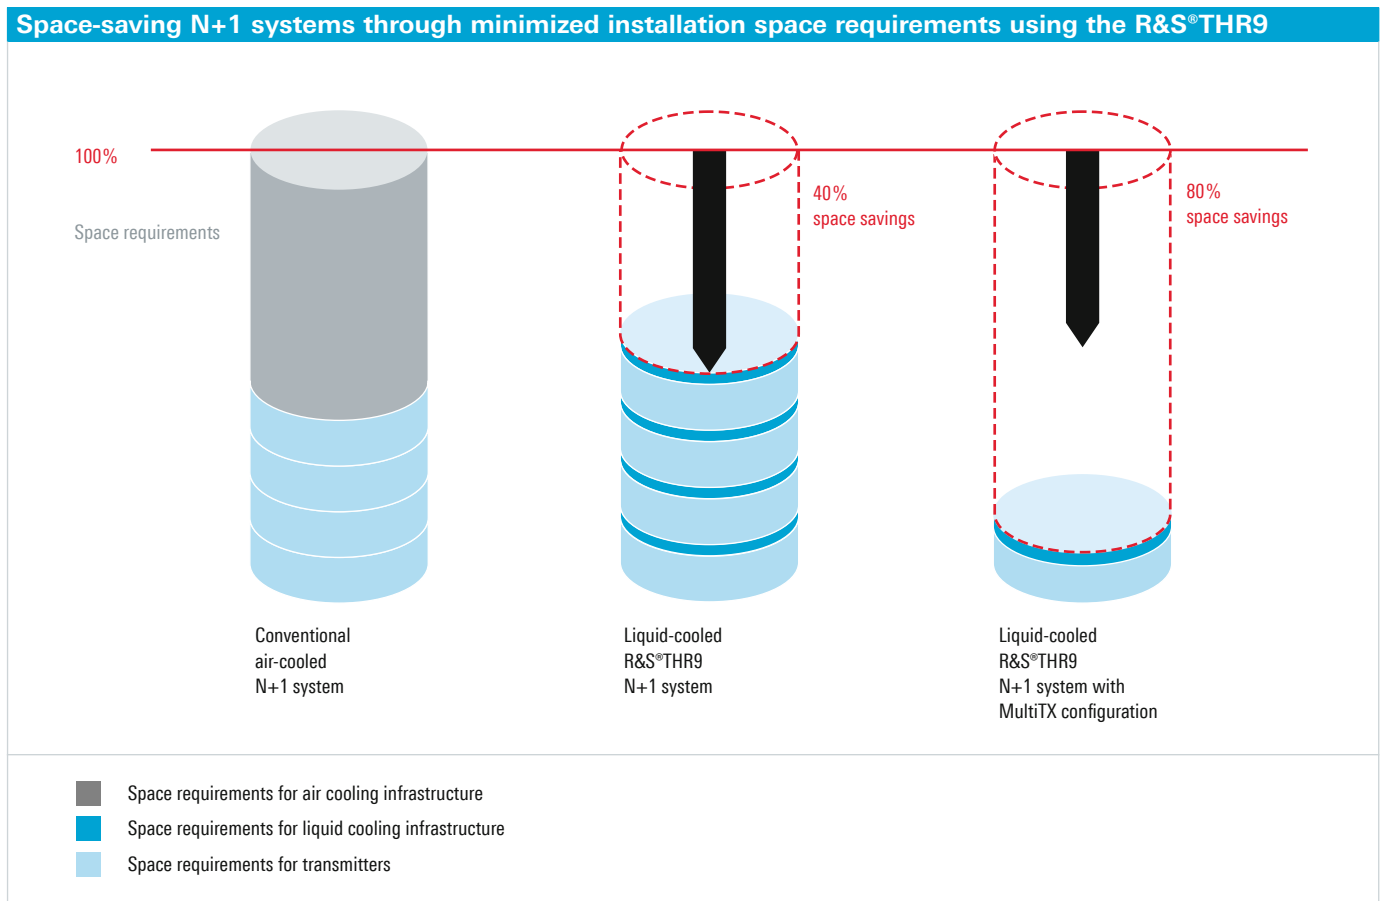 Space-saving N+1 systems through minimized installation space requirements using the R&S®THR9
100%
Space requirements
40%
space savings
80%
space savings
Conventional
air-cooled
N+1 system
Liquid-cooled
R&S®THR9
N+1 system
Liquid-cooled
R&S®THR9
N+1 system with
MultiTX configuration
Space requirements for air cooling infrastructure
Space requirements for liquid cooling infrastructure
Space requirements for transmitters